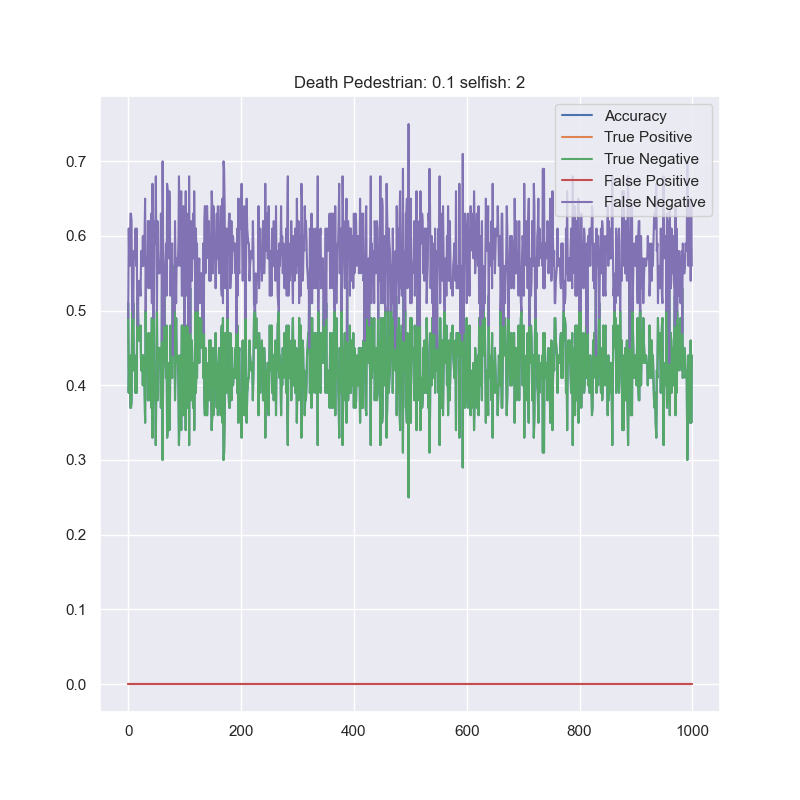 Death Pedestrian: 0.1 selfish: 2
Accuracy
True Positive
True Negative
False Positive
False Negative
0.7
0.6
0.5
0.4
0.3
0.2
0.1
0.0
0 200 400 600 800 1000